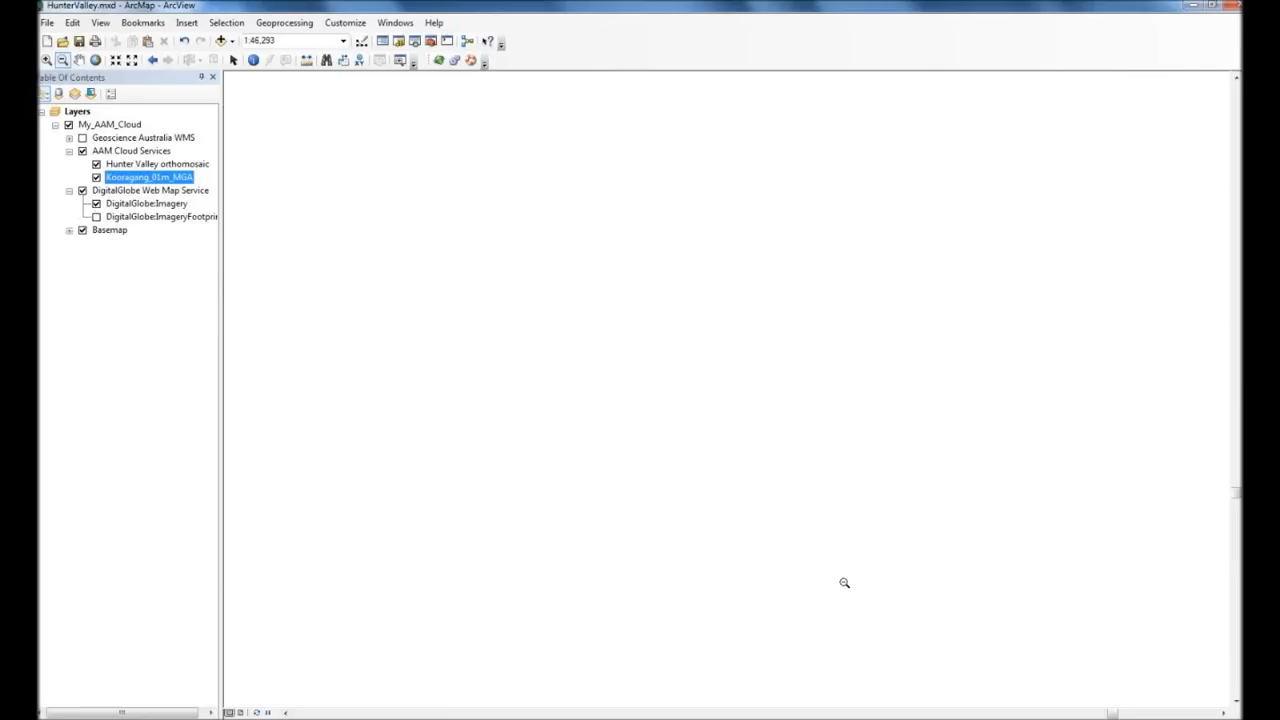 HunterValley.mxd - ArcMap - ArcView
File Edit View Bookmarks Insert Selection Geoprocessing Customize Windows Help
1:46,293
able Of Contents
Layers
My_AAM_Cloud
Geoscience Australia WMS
AAM Cloud Services
Hunter Valley orthomosaic
Kooragang_01m_MGA
DigitalGlobe Web Map Service
DigitalGlobe:Imagery
DigitalGlobe:ImageryFootprin
Basemap